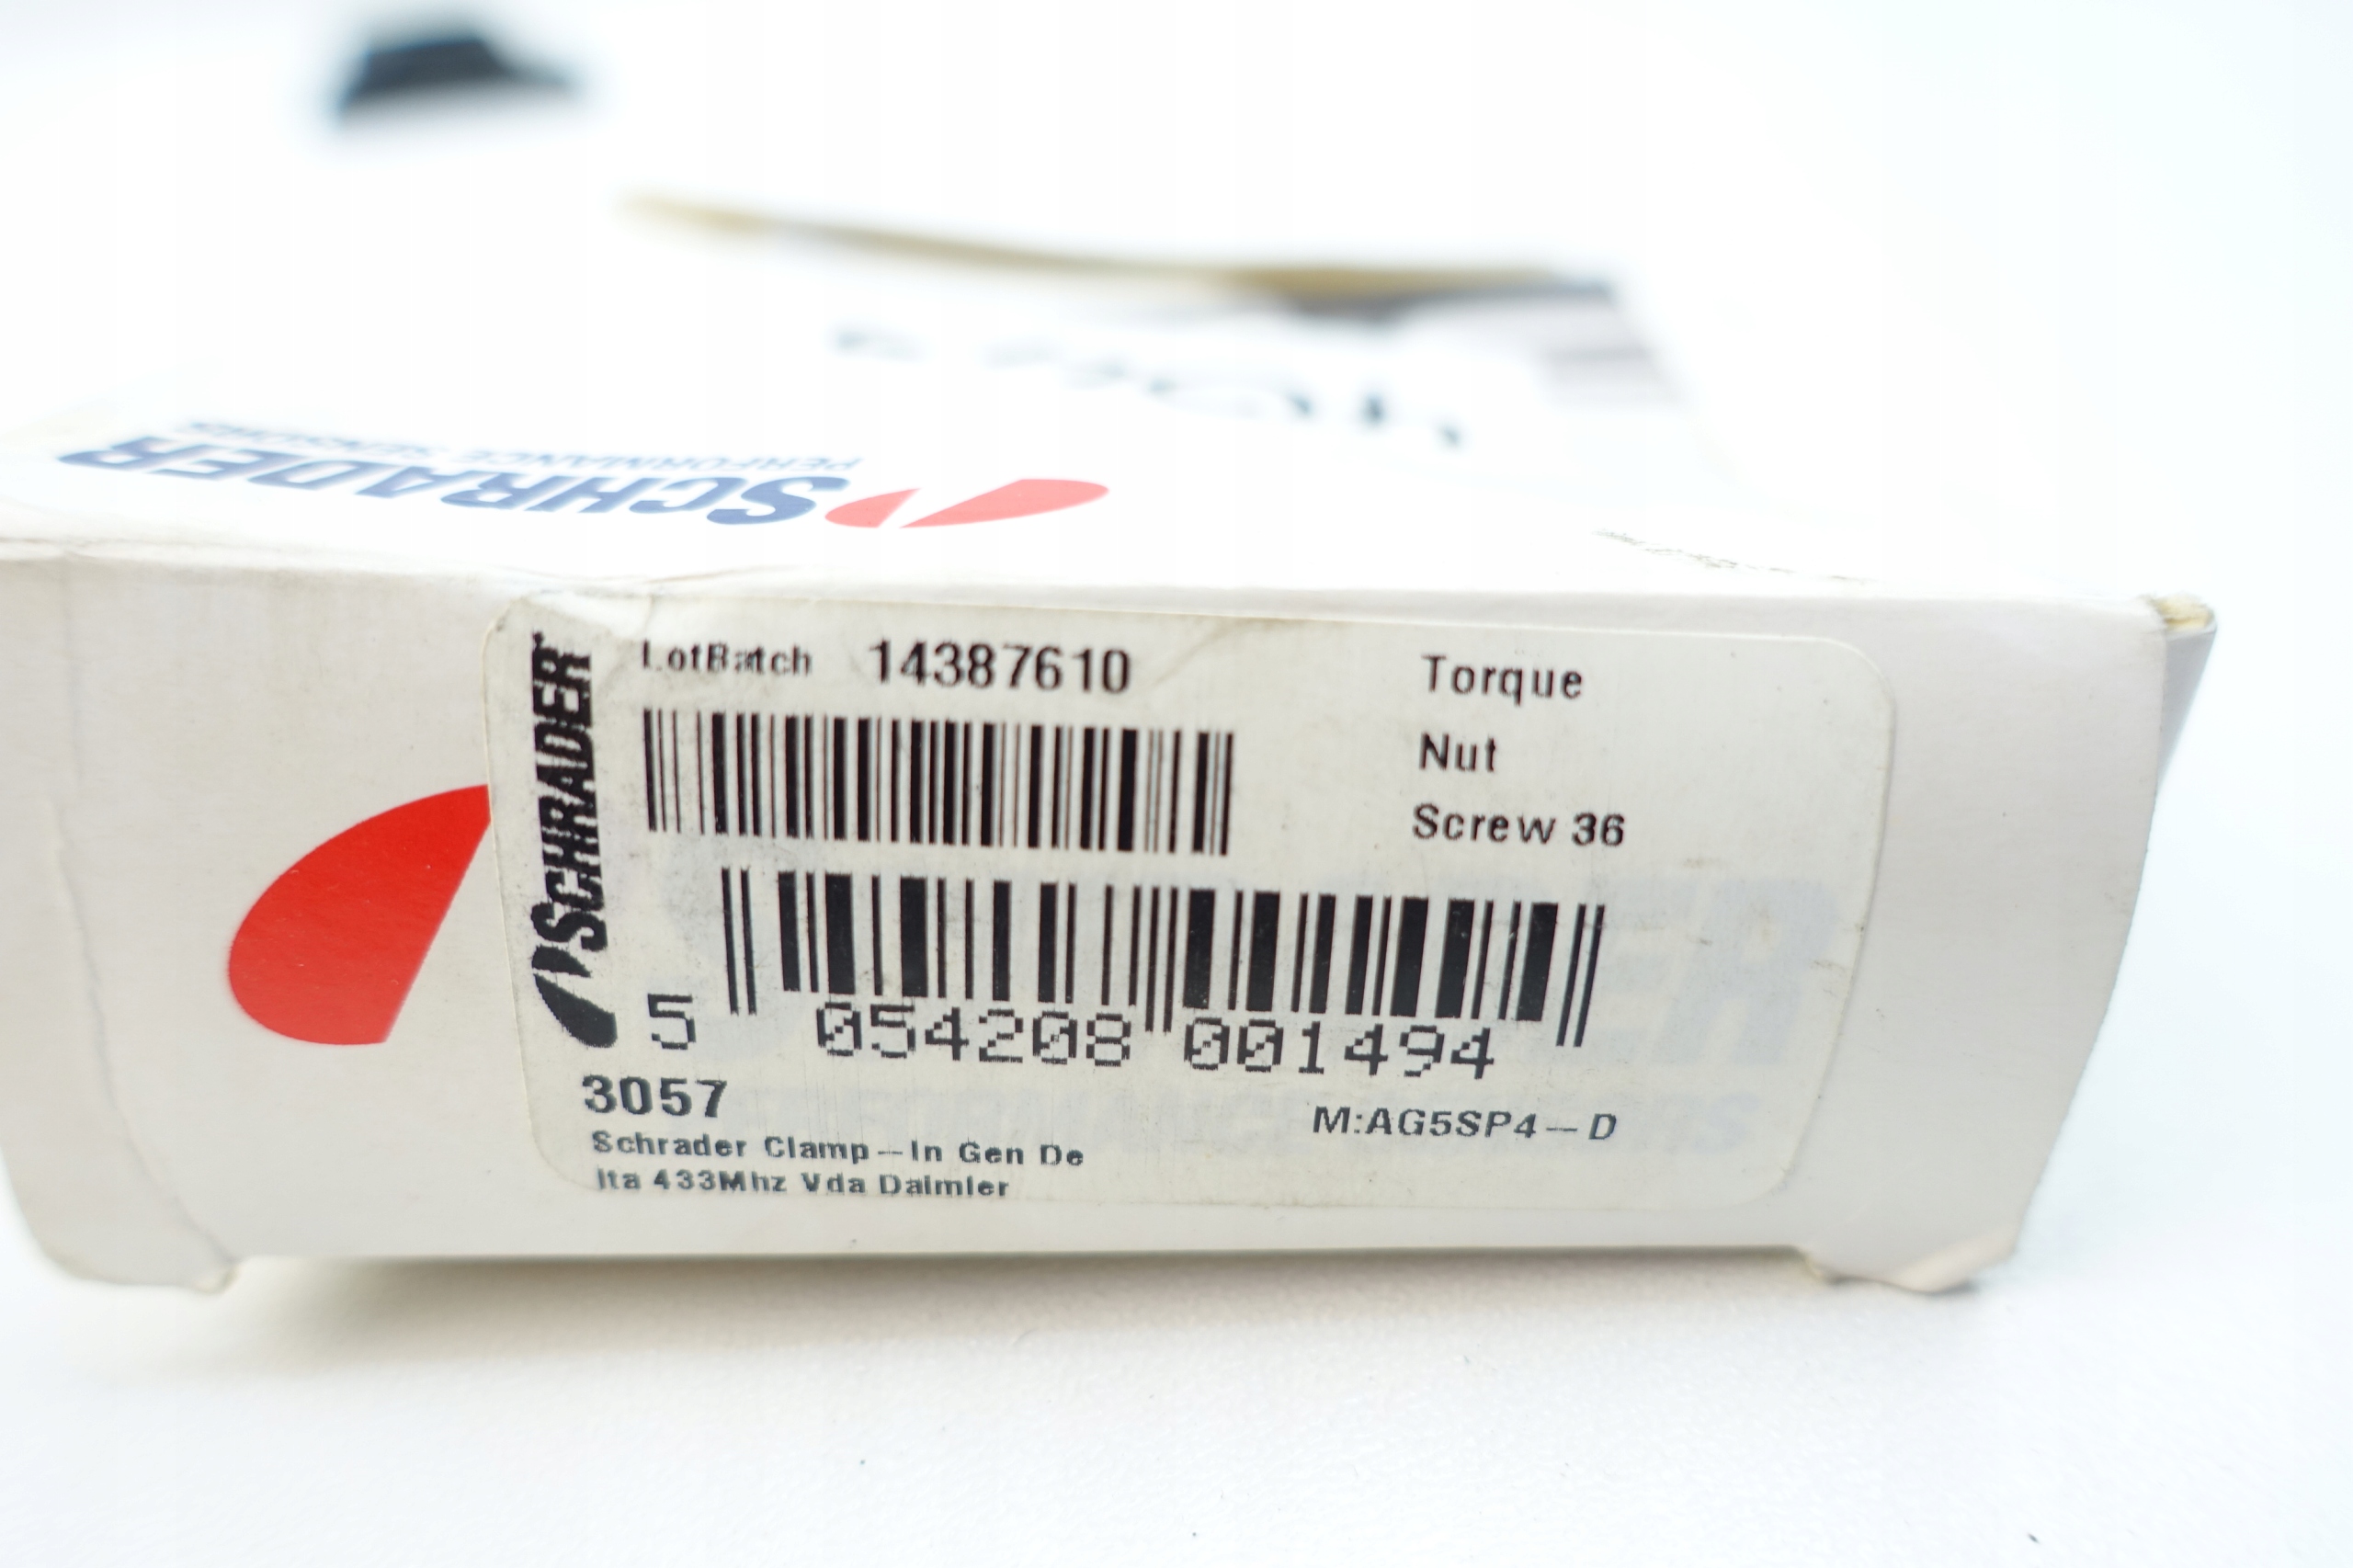 SCHRADER
PERFORMANCE SENSORS
SCHRADER
LotBatch 14387610
Torque
Nut
Screw 36
5 054208 001494
3057
M:AG5SP4-D
Schrader Clamp-In Gen De
lta 433Mhz Vda Daimler